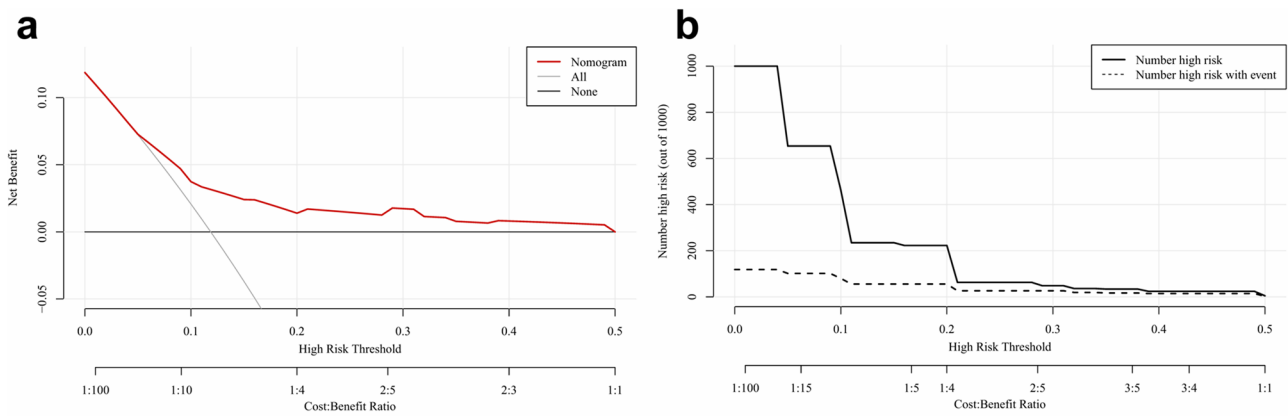 a
Net Benefit
0.10
0.05
0.00
-0.05
Nomogram
All
None
0.0 0.1 0.2 0.3 0.4 0.5
High Risk Threshold
1:100 1:10 1:4 2:5 2:3 1:1
Cost:Benefit Ratio
b
Number high risk (out of 1000)
1000
800
600
400
200
0
Number high risk
Number high risk with event
0.0 0.1 0.2 0.3 0.4 0.5
High Risk Threshold
1:100 1:15 1:5 1:4 2:5 3:5 3:4 1:1
Cost:Benefit Ratio